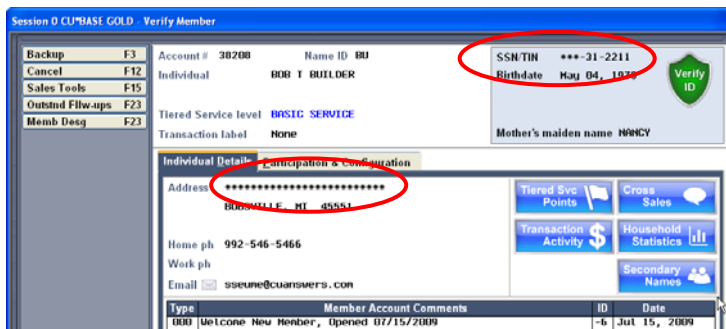 Session 0 CU*BASE GOLD - Verify Member
Backup F3
Cancel F12
Sales Tools F15
Outstnd Fllw-ups F23
Memb Desg F23
Account # 38208 Name ID BU
Individual BOB T BUILDER
Tiered Service level BASIC SERVICE
Transaction label None
SSN/TIN ***-31-2211
Birthdate May 04, 1978
Mother's maiden name NANCY
Verify
ID
Individual Details Participation & Configuration
Address **************************
BOBSVILLE, MI 45551
Home ph 992-546-5466
Work ph
Email sseume@cuanswers.com
Tiered Svc
Points
Cross
Sales
Transaction
Activity
Household
Statistics
Secondary
Names
Type Member Account Comments ID Date
000 Welcome New Member, Opened 07/15/2009 -6 Jul 15, 2009